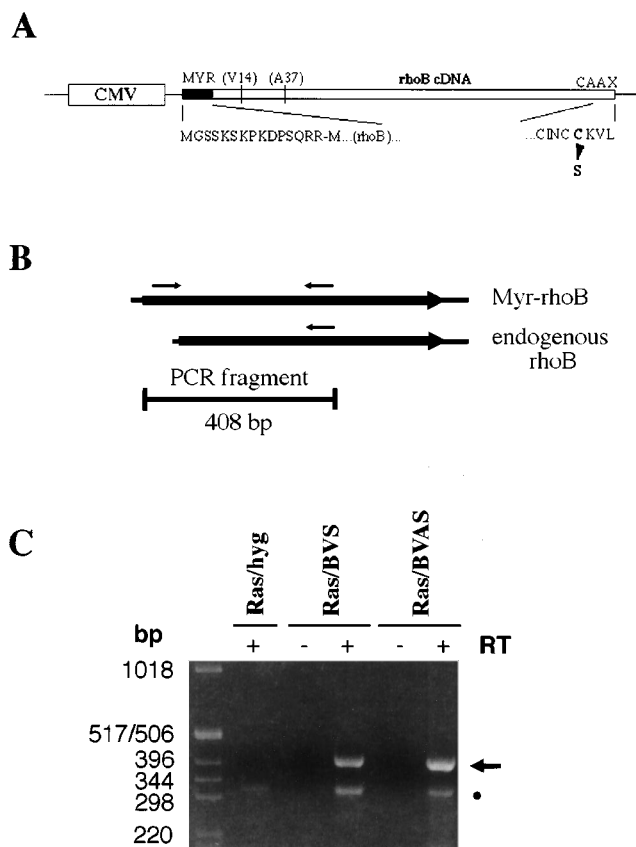 A
MYR (V14) (A37) rhoB cDNA CAAX
CMV
MGSSKSKPKDPSQRR-M...(rhoB)... ...CINC C KVL
S
B
Myr-rhoB
endogenous
rhoB
PCR fragment
408 bp
C
Ras/hyg Ras/BVS Ras/BVAS
bp + - + - + RT
1018
517/506
396
344
298
220